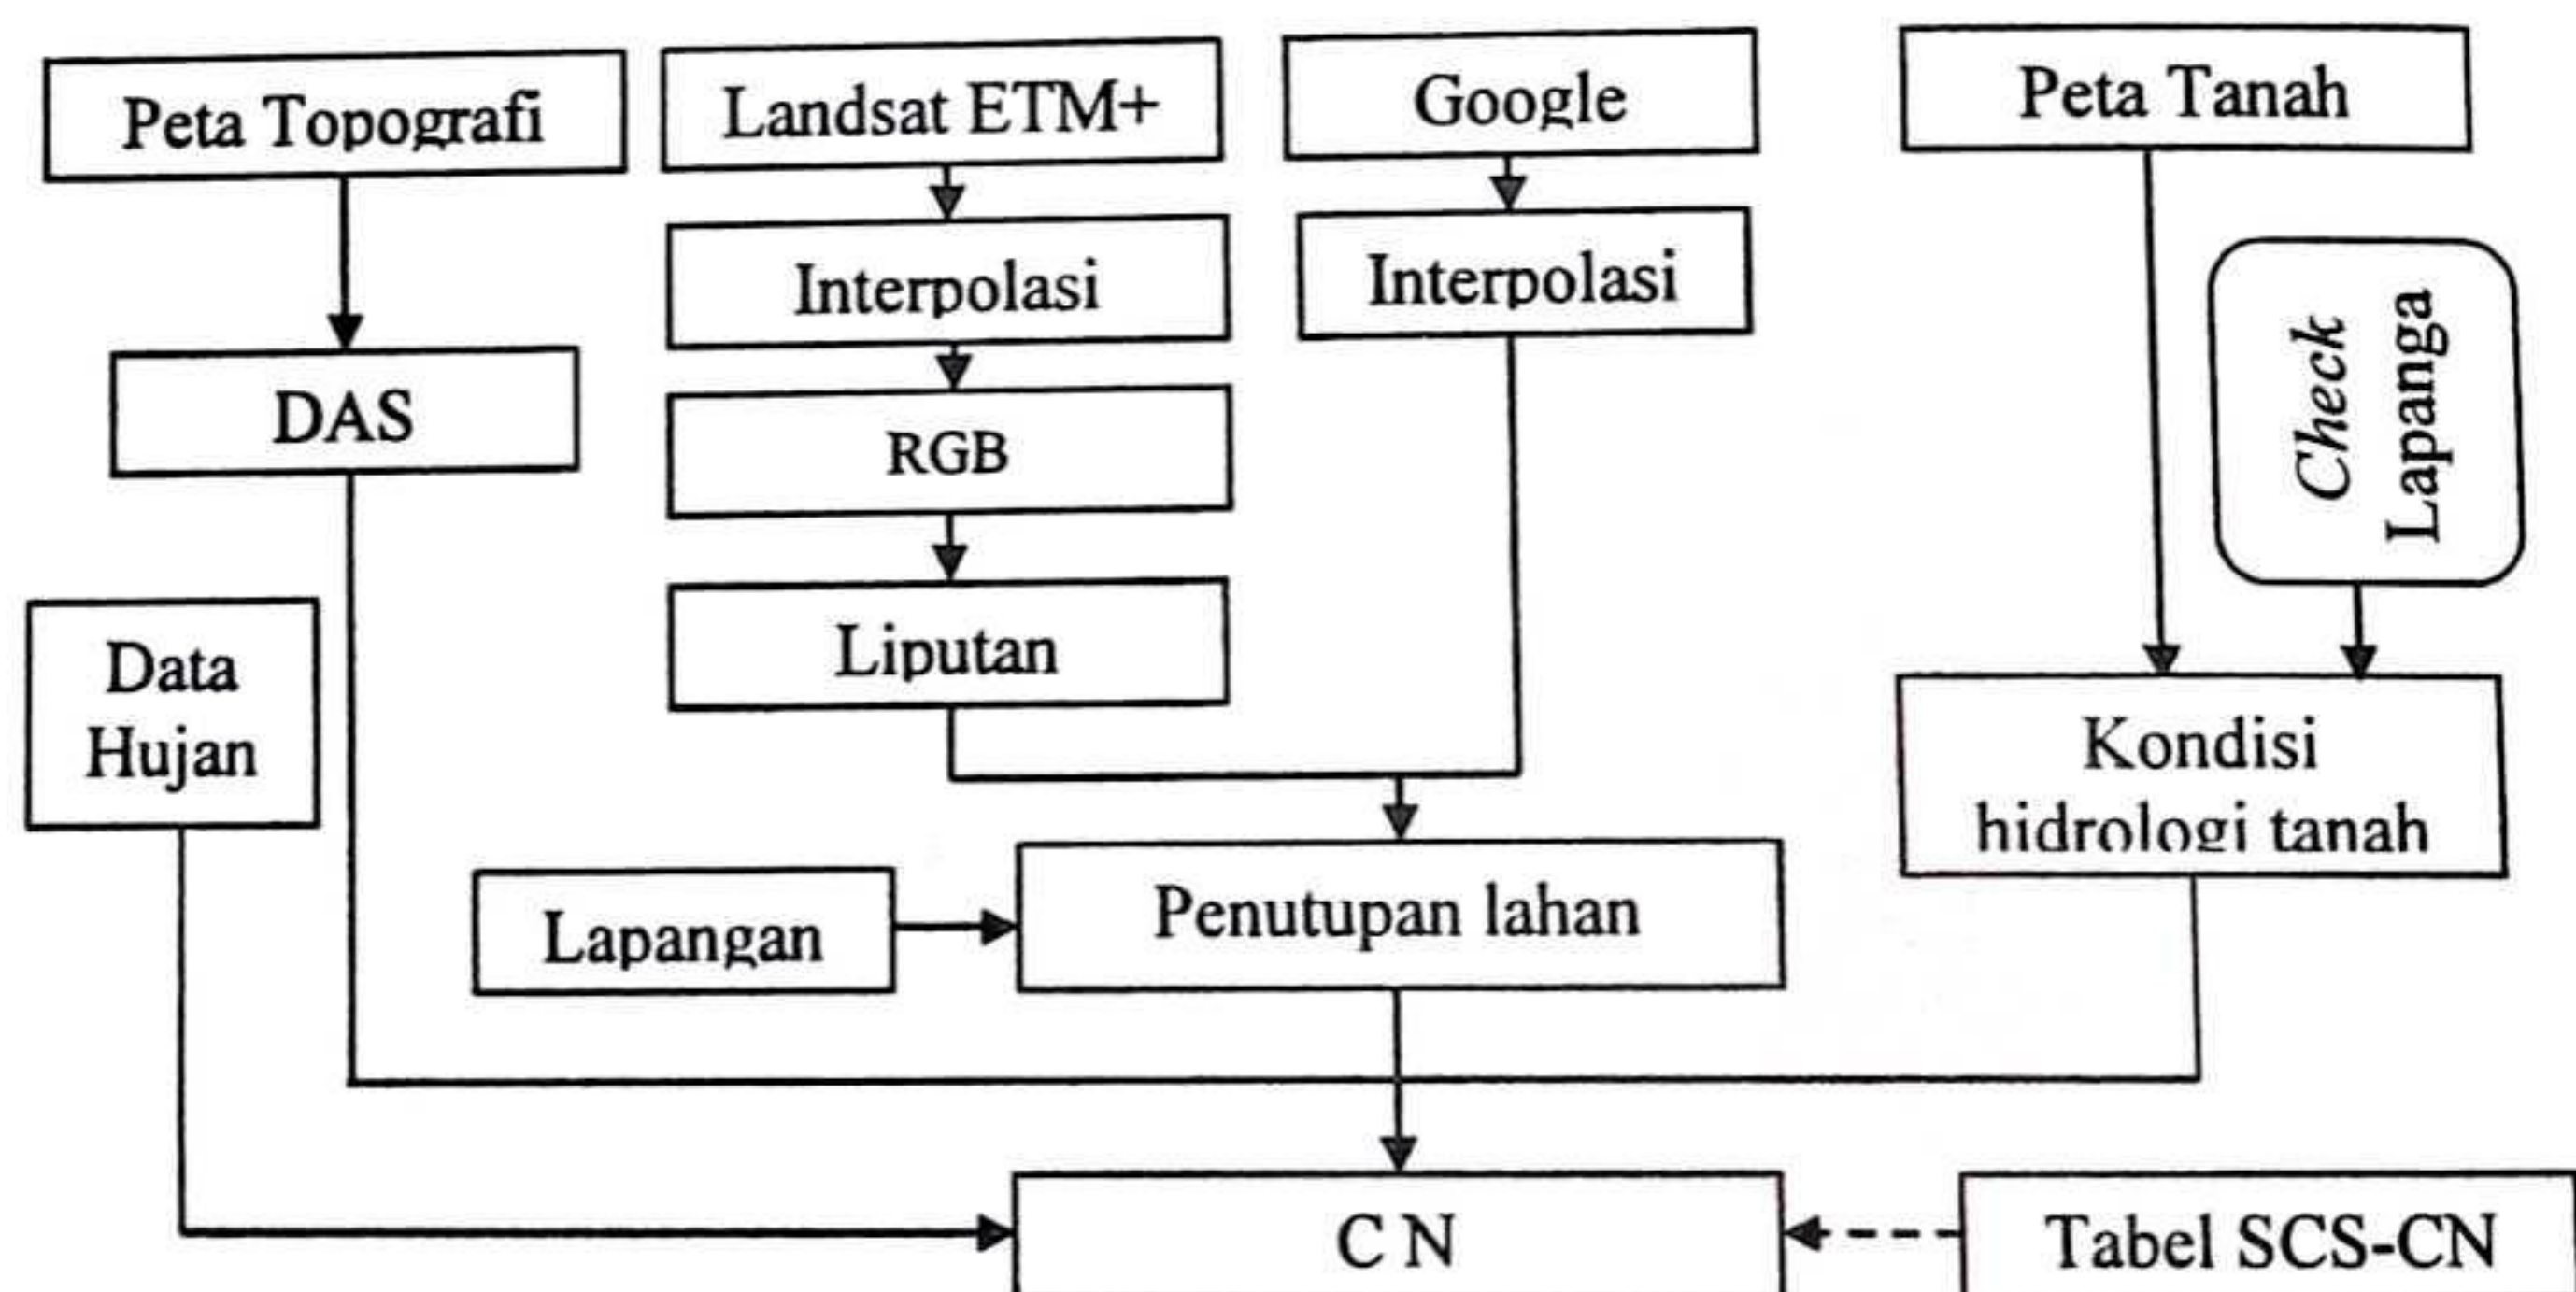 Peta Topografi
Landsat ETM+
Google
Peta Tanah
Interpolasi
Interpolasi
Check
Lapanga
DAS
RGB
Data
Hujan
Liputan
Kondisi
hidrologi tanah
Lapangan
Penutupan lahan
C N
Tabel SCS-CN